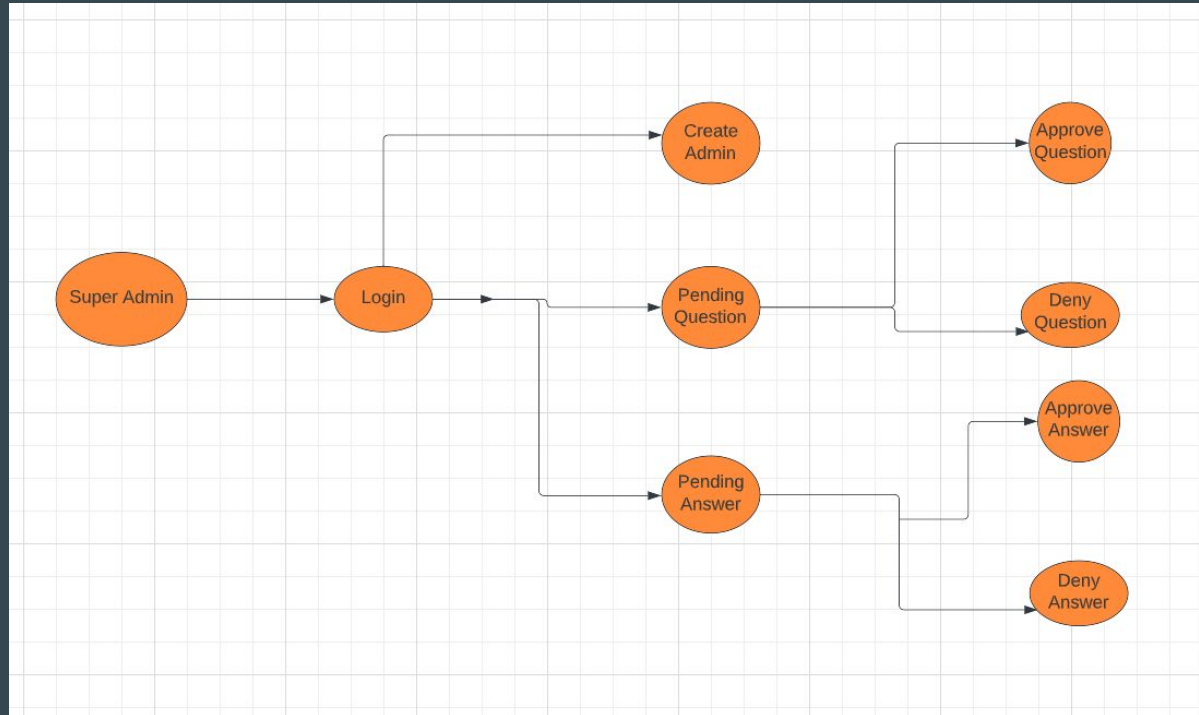 Super Admin
Login
Create
Admin
Pending
Question
Pending
Answer
Approve
Question
Deny
Question
Approve
Answer
Deny
Answer